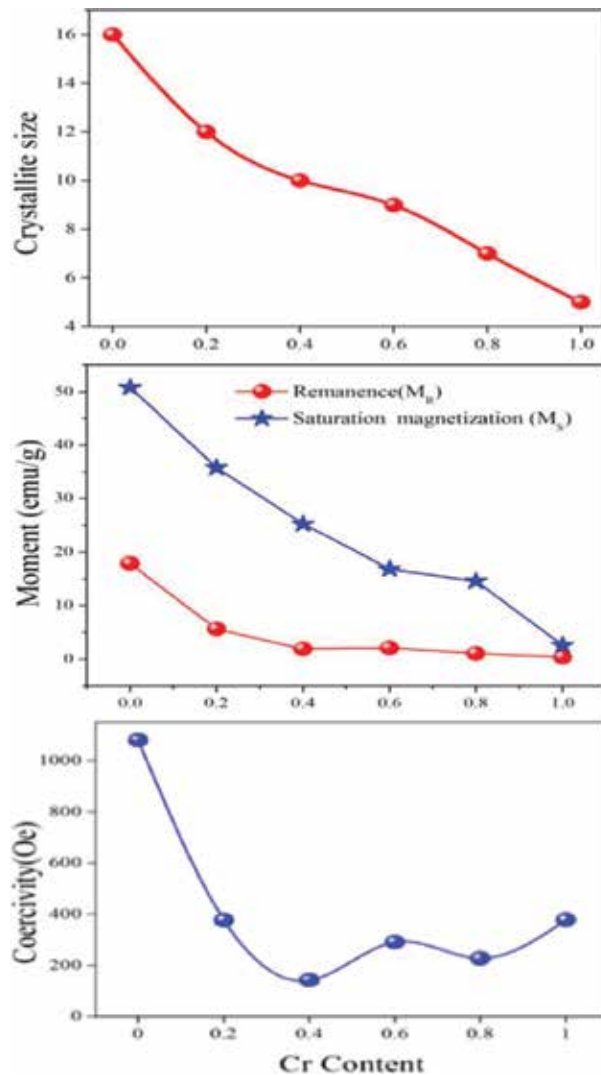 Crystallite size
16
14
12
10
8
6
4
0.0 0.2 0.4 0.6 0.8 1.0
Moment (emu/g)
50
40
30
20
10
0
Remanence(M_R)
Saturation magnetization (M_S)
0.0 0.2 0.4 0.6 0.8 1.0
Coercivity(Oe)
1000
800
600
400
200
0
0 0.2 0.4 0.6 0.8 1
Cr Content